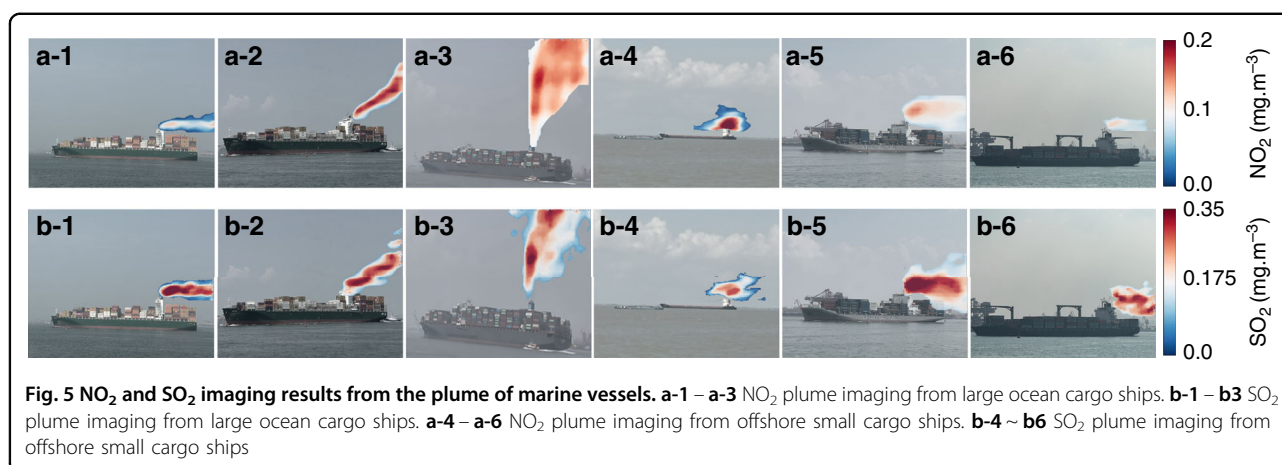 a-1 a-2 a-3 a-4 a-5 a-6
0.2
0.1
0.0
NO₂ (mg.m⁻³)
b-1 b-2 b-3 b-4 b-5 b-6
0.35
0.175
0.0
SO₂ (mg.m⁻³)
Fig. 5 NO₂ and SO₂ imaging results from the plume of marine vessels. a-1 – a-3 NO₂ plume imaging from large ocean cargo ships. b-1 – b3 SO₂
plume imaging from large ocean cargo ships. a-4 – a-6 NO₂ plume imaging from offshore small cargo ships. b-4 ~ b6 SO₂ plume imaging from
offshore small cargo ships